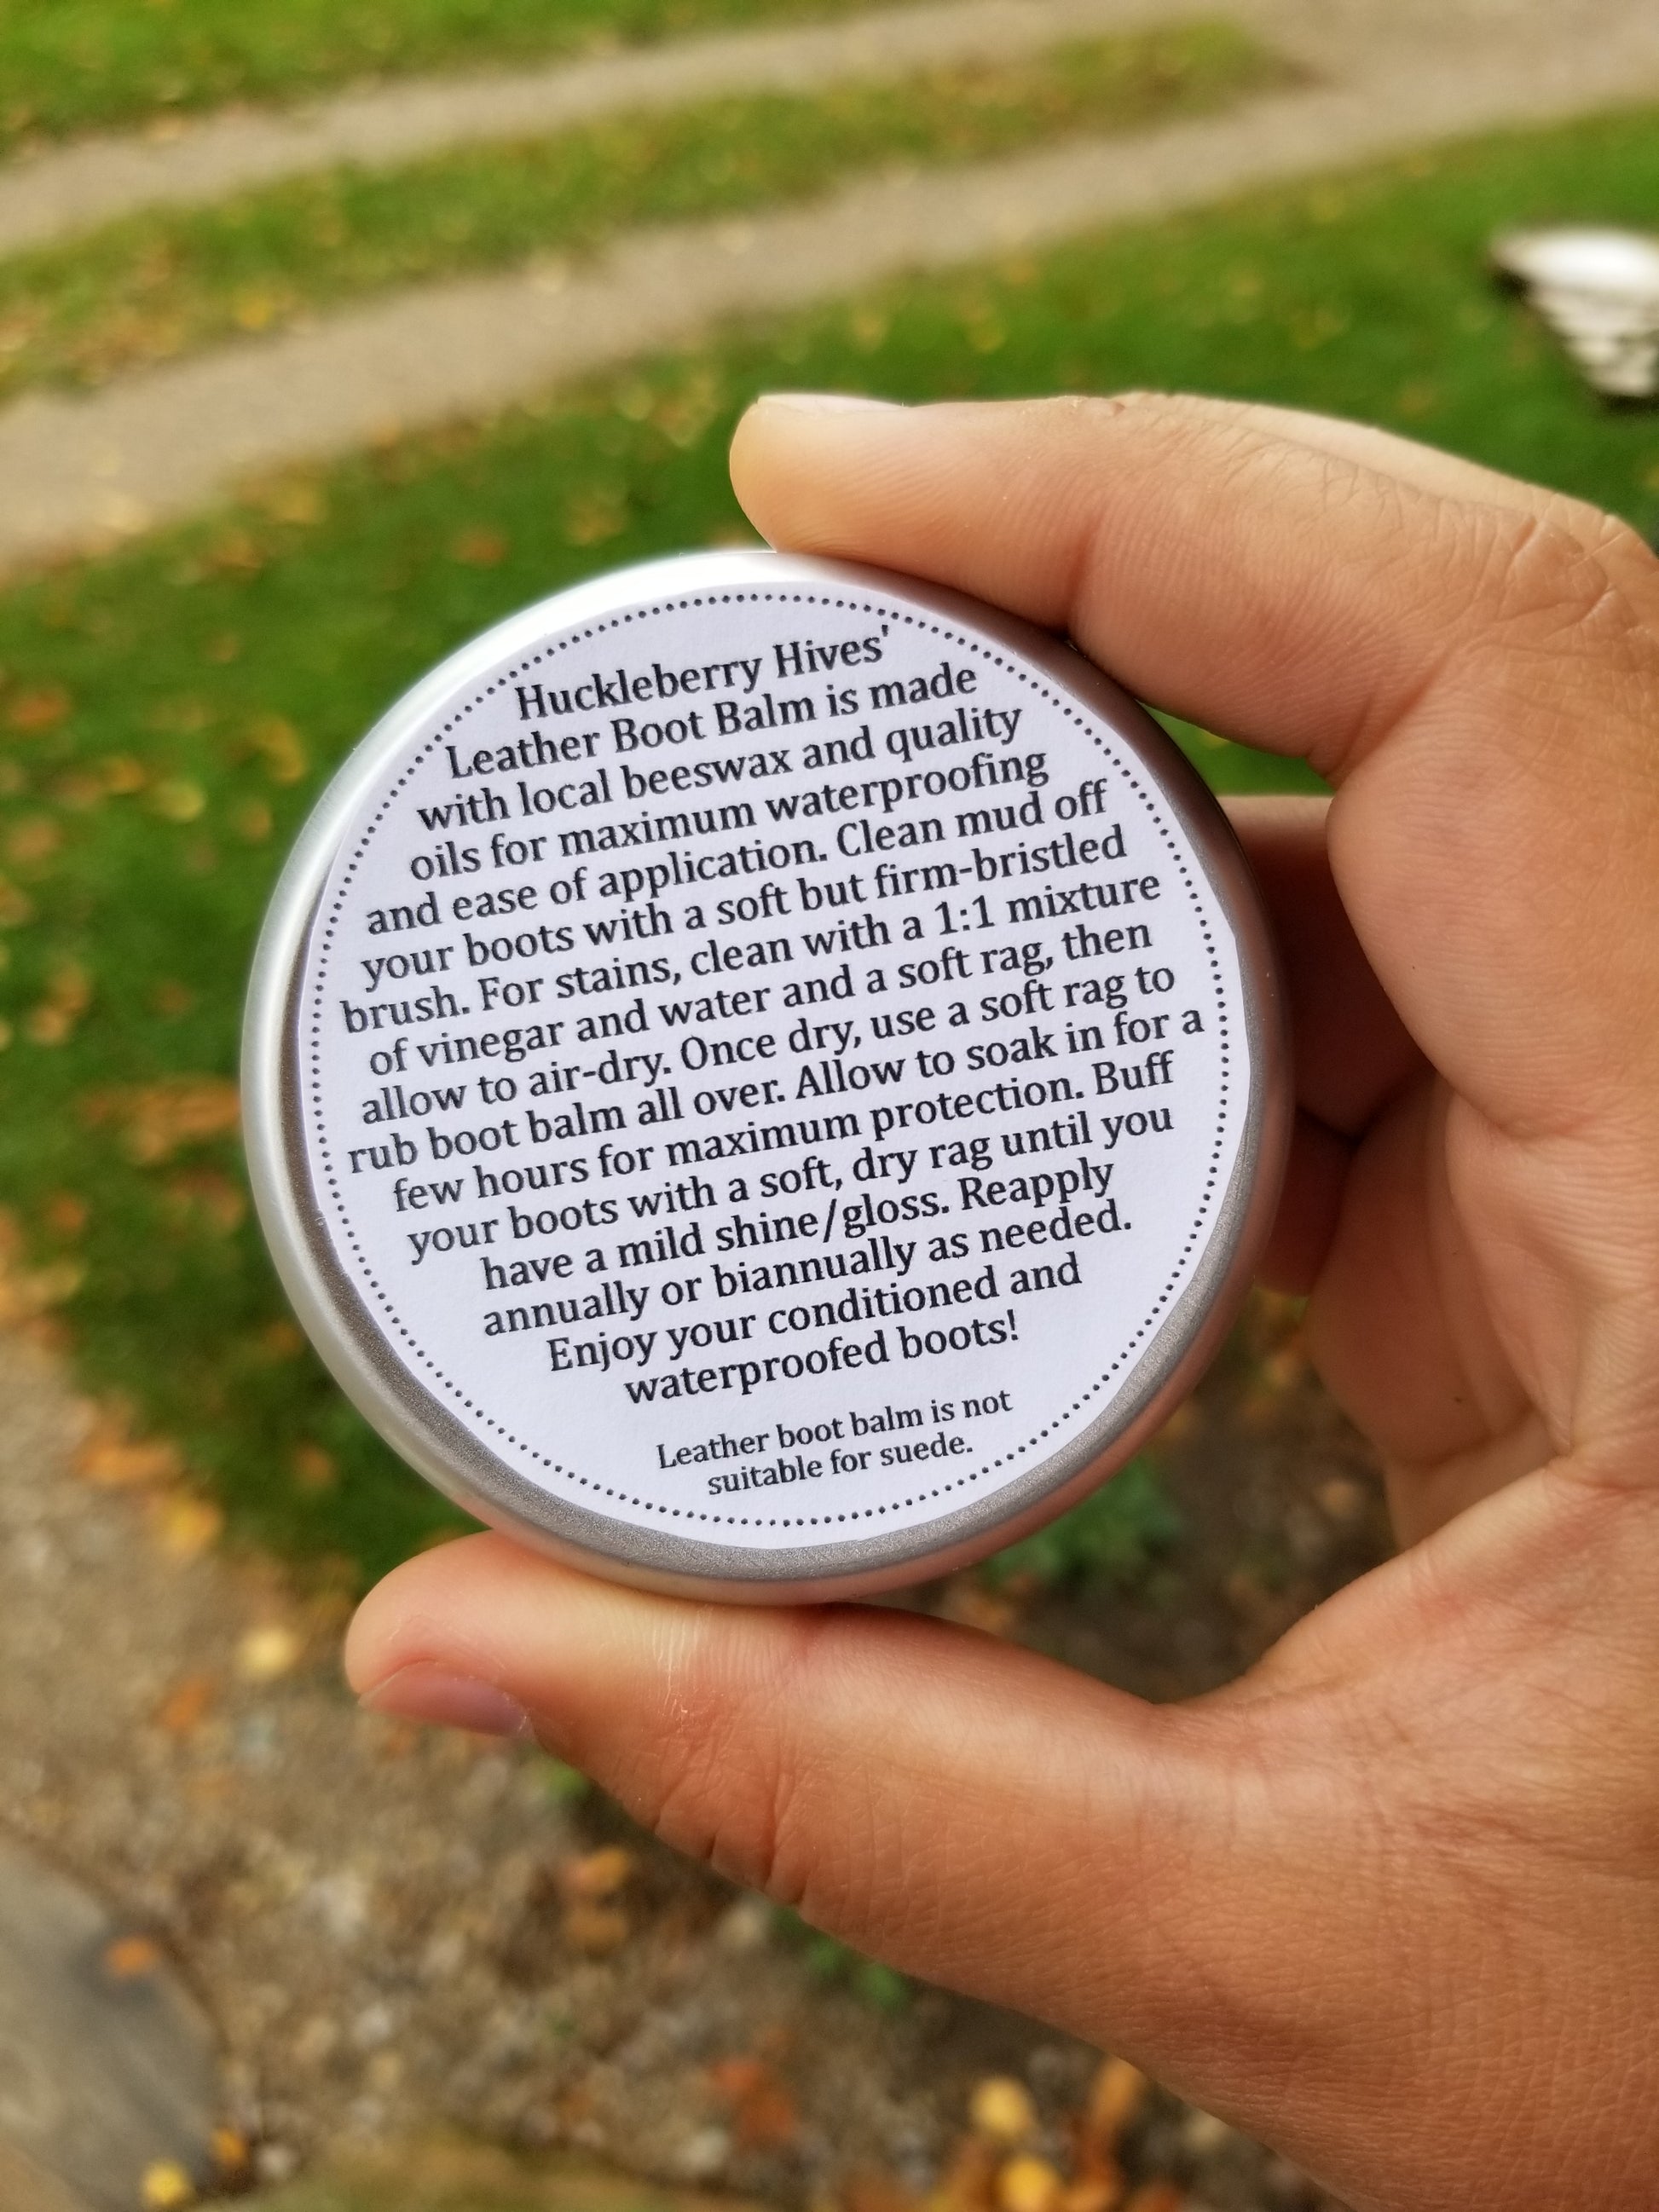 Huckleberry Hives'
Leather Boot Balm is made
with local beeswax and quality
oils for maximum waterproofing
and ease of application. Clean mud off
your boots with a soft but firm-bristled
brush. For stains, clean with a 1:1 mixture
of vinegar and water and a soft rag, then
allow to air-dry. Once dry, use a soft rag to
rub boot balm all over. Allow to soak in for a
few hours for maximum protection. Buff
your boots with a soft, dry rag until you
have a mild shine/gloss. Reapply
annually or biannually as needed.
Enjoy your conditioned and
waterproofed boots!
Leather boot balm is not
suitable for suede.